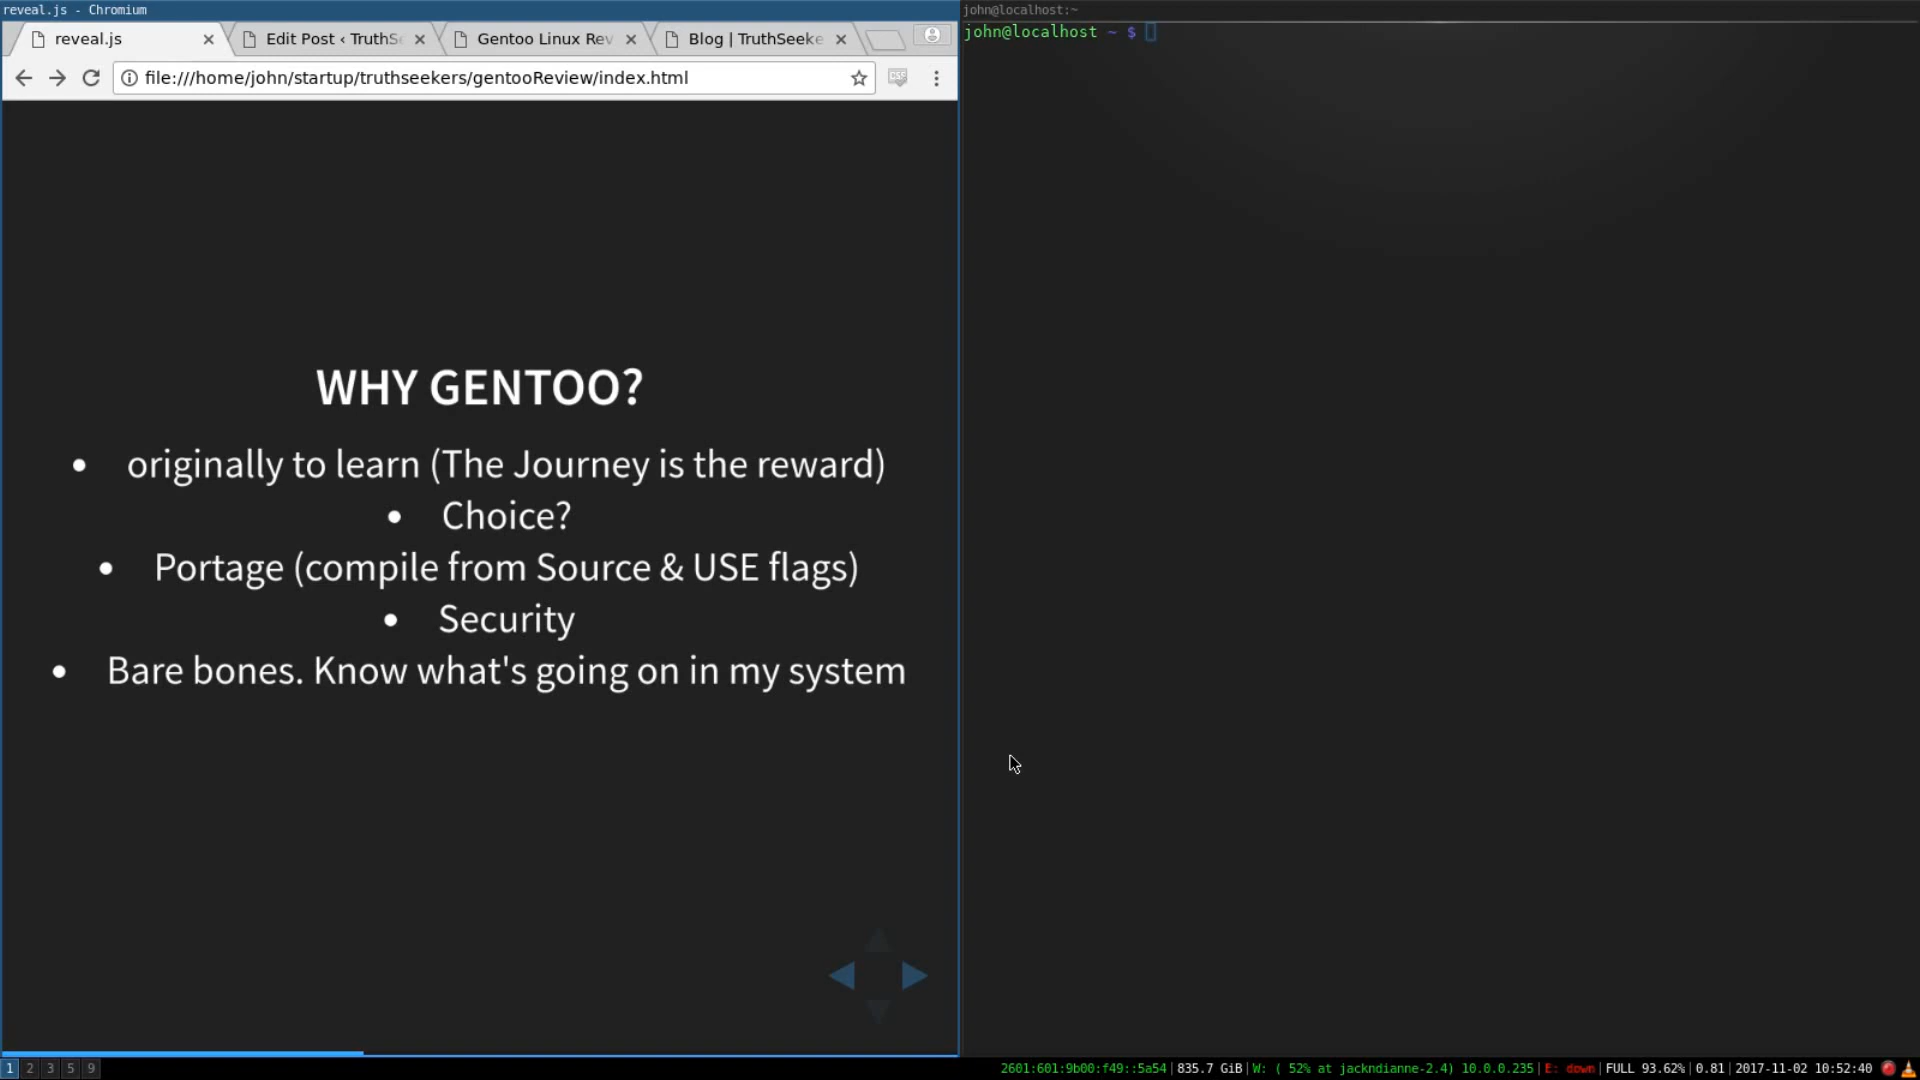 reveal.js - Chromium
john@localhost:~
reveal.js
Edit Post ‹ TruthSe
Gentoo Linux Rev
Blog | TruthSeeke
john@localhost ~ $
file:///home/john/startup/truthseekers/gentooReview/index.html
CSF
WHY GENTOO?
• originally to learn (The Journey is the reward)
• Choice?
• Portage (compile from Source & USE flags)
• Security
• Bare bones. Know what's going on in my system
1 2 3 5 9
2601:601:9b00:f49::5a54|835.7 GiB|W: ( 52% at jackndianne-2.4) 10.0.0.235|E: down|FULL 93.62%|0.81|2017-11-02 10:52:40